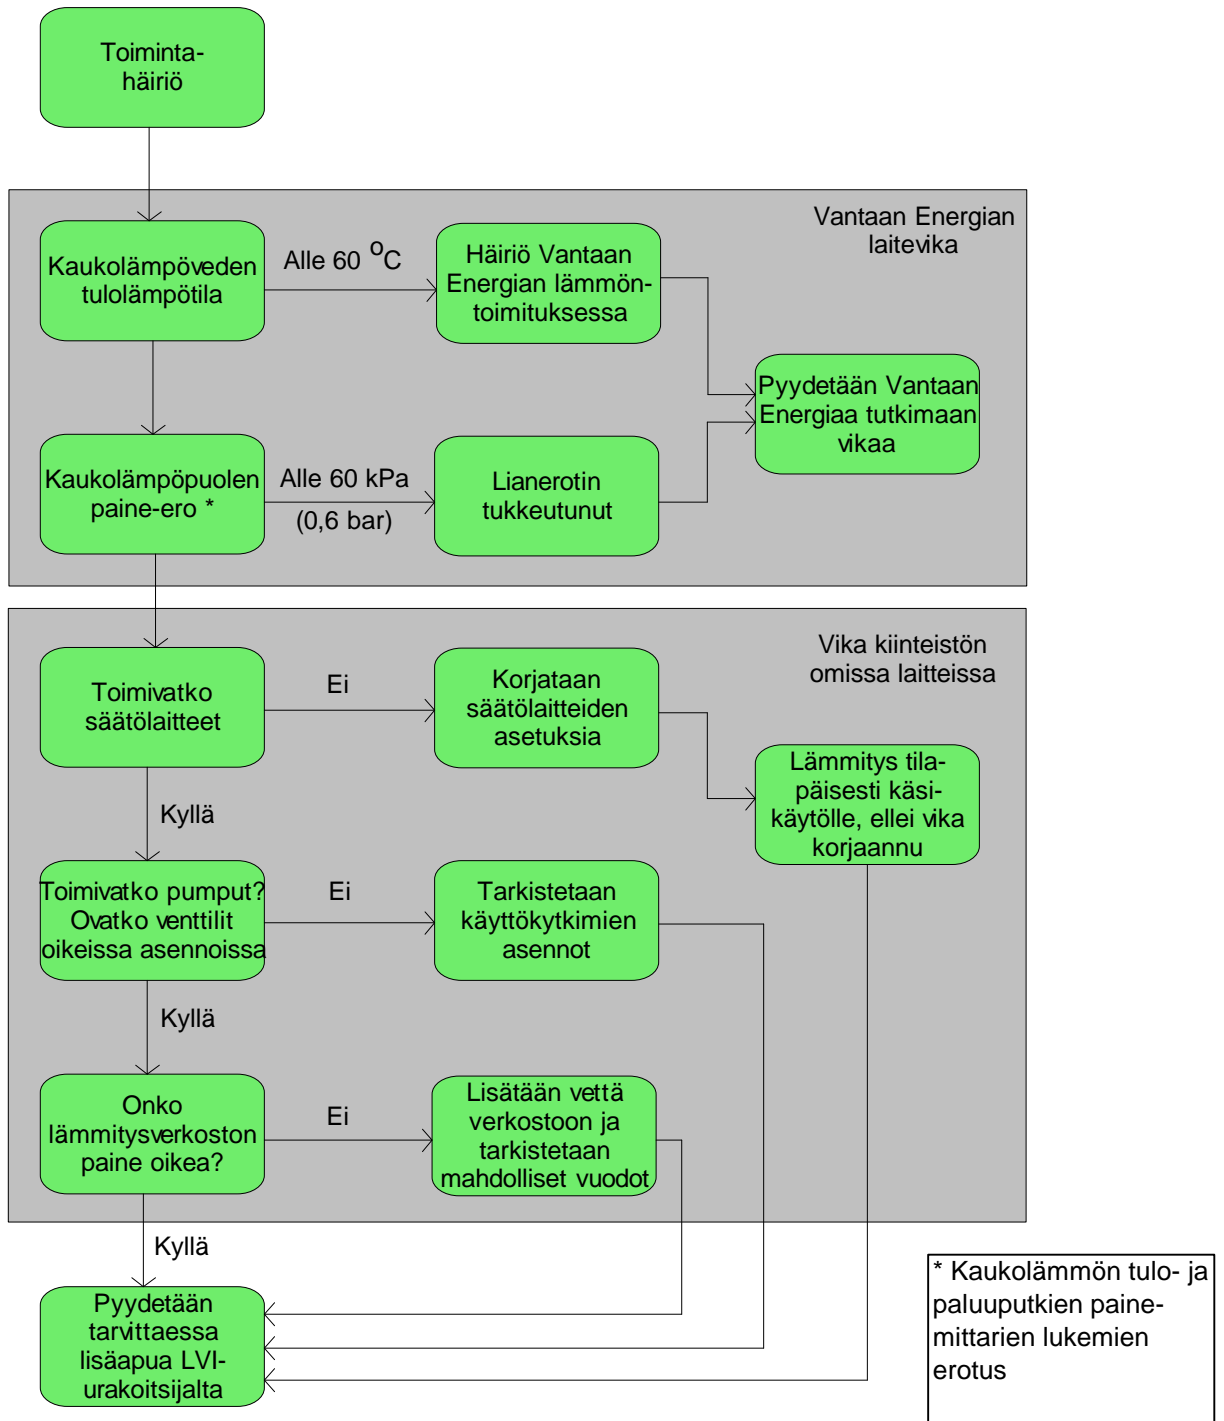 Toiminta-
häiriö
Vantaan Energian
laitevika
Kaukolämpöveden
tulolämpötila
Alle 60 °C
Häiriö Vantaan
Energian lämmön-
toimituksessa
Pyydetään Vantaan
Energiaa tutkimaan
vikaa
Kaukolämpöpuolen
paine-ero *
Alle 60 kPa
(0,6 bar)
Lianerotin
tukkeutunut
Vika kiinteistön
omissa laitteissa
Toimivatko
säätölaitteet
Ei
Korjataan
säätölaitteiden
asetuksia
Lämmitys tila-
päisesti käsi-
käytölle, ellei vika
korjaannu
Kyllä
Toimivatko pumput?
Ovatko venttilit
oikeissa asennoissa
Ei
Tarkistetaan
käyttökytkimien
asennot
Kyllä
Onko
lämmitysverkoston
paine oikea?
Ei
Lisätään vettä
verkostoon ja
tarkistetaan
mahdolliset vuodot
Kyllä
Pyydetään
tarvittaessa
lisäapua LVI-
urakoitsijalta
* Kaukolämmön tulo- ja
paluuputkien paine-
mittarien lukemien
erotus